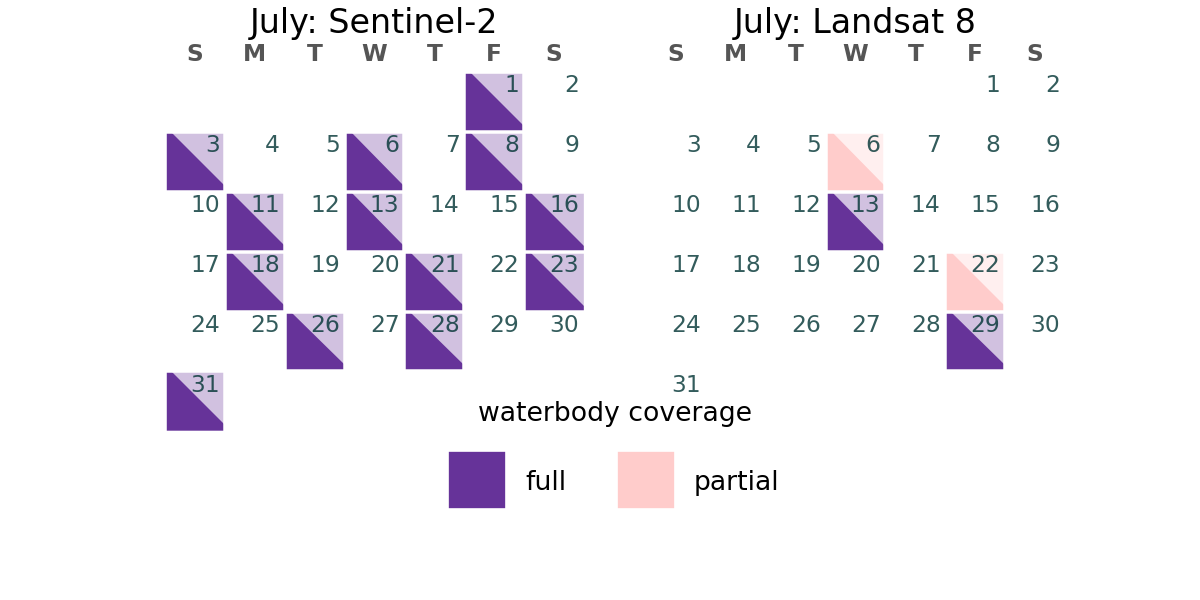 July: Sentinel-2
S M T W T F S
1 2
3 4 5 6 7 8 9
10 11 12 13 14 15 16
17 18 19 20 21 22 23
24 25 26 27 28 29 30
31
July: Landsat 8
S M T W T F S
1 2
3 4 5 6 7 8 9
10 11 12 13 14 15 16
17 18 19 20 21 22 23
24 25 26 27 28 29 30
31
waterbody coverage
full partial